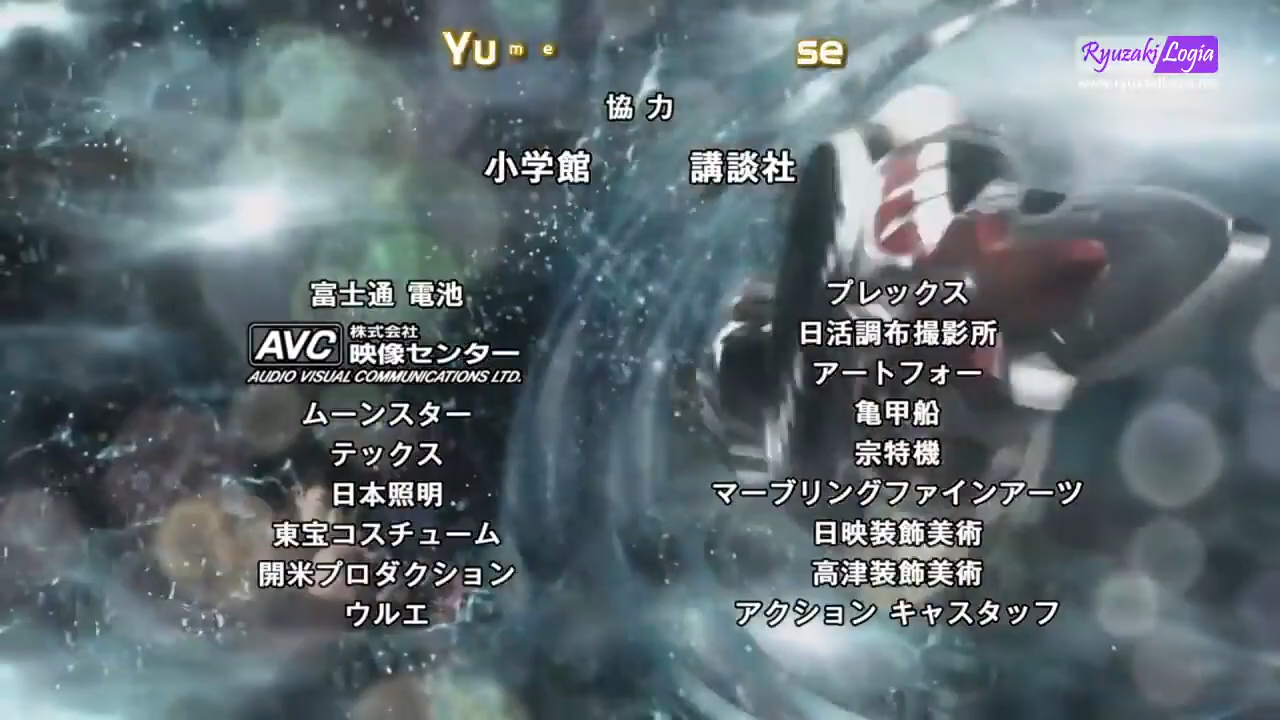 Yume se
Ryuzaki Logia
協力
小学館 講談社
富士通 電池
AVC 株式会社 映像センター
AUDIO VISUAL COMMUNICATIONS LTD.
ムーンスター
テックス
日本照明
東宝コスチューム
開米プロダクション
ウルエ
プレックス
日活調布撮影所
アートフォー
亀甲船
宗特機
マーブリングファインアーツ
日映装飾美術
高津装飾美術
アクション キャスタッフ